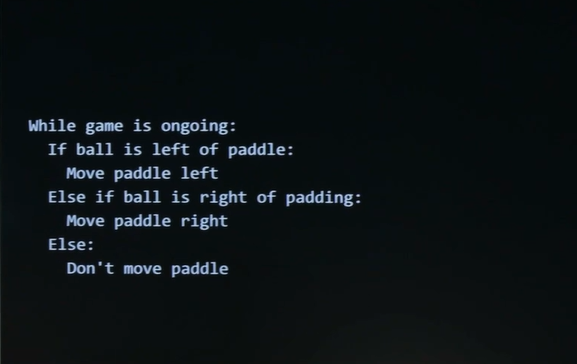 While game is ongoing:
If ball is left of paddle:
Move paddle left
Else if ball is right of padding:
Move paddle right
Else:
Don't move paddle